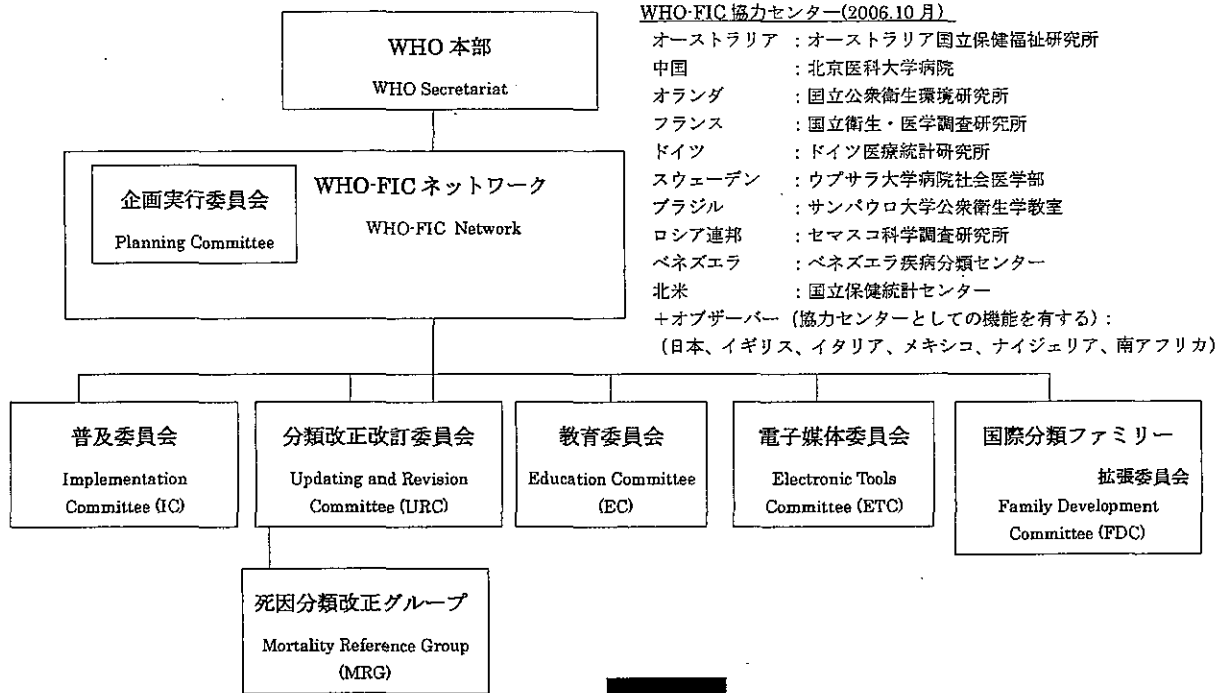 WHO 本部
WHO Secretariat
企画実行委員会
Planning Committee
WHO-FIC ネットワーク
WHO-FIC Network
WHO-FIC 協力センター(2006.10 月)
オーストラリア : オーストラリア国立保健福祉研究所
中国 : 北京医科大学病院
オランダ : 国立公衆衛生環境研究所
フランス : 国立衛生・医学調査研究所
ドイツ : ドイツ医療統計研究所
スウェーデン : ウプサラ大学病院社会医学部
ブラジル : サンパウロ大学公衆衛生学教室
ロシア連邦 : セマスコ科学調査研究所
ベネズエラ : ベネズエラ疾病分類センター
北米 : 国立保健統計センター
+オブザーバー (協力センターとしての機能を有する) :
(日本、イギリス、イタリア、メキシコ、ナイジェリア、南アフリカ)
普及委員会
Implementation
Committee (IC)
分類改正改訂委員会
Updating and Revision
Committee (URC)
教育委員会
Education Committee
(EC)
電子媒体委員会
Electronic Tools
Committee (ETC)
国際分類ファミリー
拡張委員会
Family Development
Committee (FDC)
死因分類改正グループ
Mortality Reference Group
(MRG)